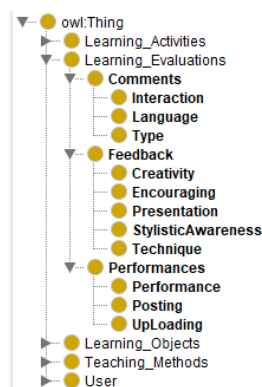 owl:Thing
Learning_Activities
Learning_Evaluations
Comments
Interaction
Language
Type
Feedback
Creativity
Encouraging
Presentation
StylisticAwareness
Technique
Performances
Performance
Posting
UpLoading
Learning_Objects
Teaching_Methods
User